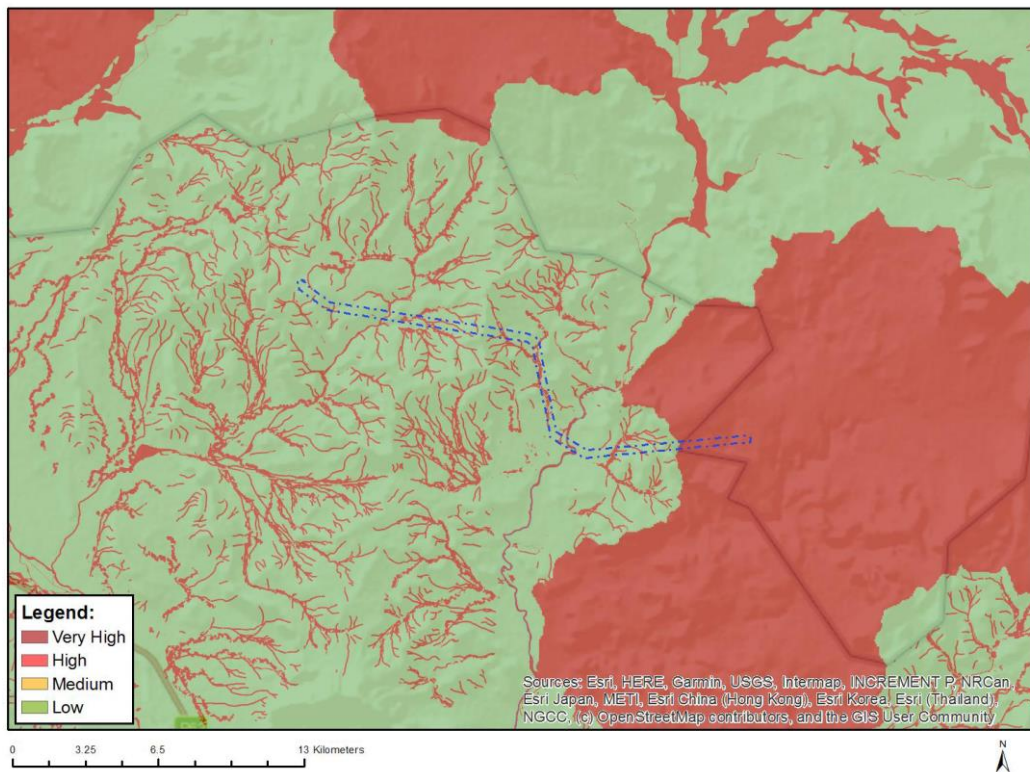 Legend:
Very High
High
Medium
Low
Sources: Esri, HERE, Garmin, USGS, Intermap, INCREMENT P, NRCan,
Esri Japan, METI, Esri China (Hong Kong), Esri Korea, Esri (Thailand),
NGCC, (c) OpenStreetMap contributors, and the GIS User Community
0 3.25 6.5 13 Kilometers
N